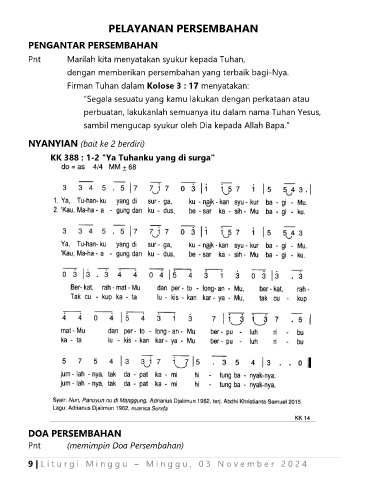 PELAYANAN PERSEMBAHAN
PENGANTAR PERSEMBAHAN
Pnt Marilah kita menyatakan syukur kepada Tuhan,
dengan memberikan persembahan yang terbaik bagi-Nya.
Firman Tuhan dalam Kolose 3 : 17 menyatakan:
"Segala sesuatu yang kamu lakukan dengan perkataan atau
perbuatan, lakukanlah semuanya itu dalam nama Tuhan Yesus,
sambil mengucap syukur oleh Dia kepada Allah Bapa."
NYANYIAN (bait ke 2 berdiri)
KK 388 : 1-2 "Ya Tuhanku yang di surga"
do = as 4/4 MM ± 68
3 3 4 5 . 5 7 7 1 7 0 3 1 1 5 7 1 5 5 4 3 .
1. Ya, Tu-han-ku yang di sur - ga, ku - naik - kan syu - kur ba - gi - Mu.
2. 'Kau, Ma-ha - a - gung dan ku - dus, be - sar ka - sih - Mu ba - gi - ku.
3 3 4 5 . 5 7 7 1 7 0 3 1 1 5 7 1 5 5 4 3
Ya, Tu-han-ku yang di sur - ga, ku - naik - kan syu - kur ba - gi - Mu.
'Kau, Ma-ha - a - gung dan ku - dus, be - sar ka - sih - Mu ba - gi - ku.
0 3 3 . 3 4 4 0 4 5 4 3 1 3 0 3 3 . 3
Ber- kat, rah - mat - Mu dan per - to - long- an - Mu, ber - kat, rah -
Tak cu - kup ka - ta lu - kis - kan kar - ya - Mu, tak cu - kup
4 4 0 4 5 4 3 1 3 7 1 3 1 3 7 . 5
mat - Mu dan per - to - long - an - Mu ber - pu - luh ri - bu
ka - ta lu - kis - kan kar - ya - Mu ber - pu - luh ri - bu
5 7 5 4 3 3 1 7 1 7 5 . 3 5 4 3 . . 0
jum - lah - nya, tak da - pat ka - mi hi - tung ba - nyak-nya.
jum - lah - nya, tak da - pat ka - mi hi - tung ba - nyak-nya.
Syair: Nun, Panuyun nu di Manggung, Adrianus Djalimun 1962, terj. Abdhi Khristianta Samuel 2015
Lagu: Adrianus Djalimun 1962, nuansa Sunda
KK 14
DOA PERSEMBAHAN
Pnt (memimpin Doa Persembahan)
9 | Liturgi Minggu – Minggu, 03 November 2024